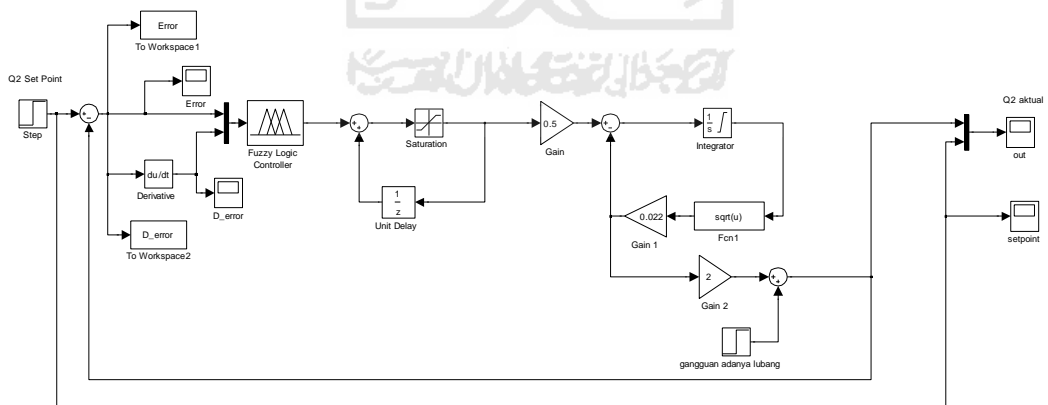 Error
To Workspace1
Q2 Set Point
+
-
Step
Error
Fuzzy Logic
Controller
du/dt
Derivative
D_error
D_error
To Workspace2
+
+
Saturation
1
z
Unit Delay
0.5
Gain
+
-
1
s
Integrator
0.022
Gain 1
sqrt(u)
Fcn1
2
Gain 2
+
+
gangguan adanya lubang
Q2 aktual
out
setpoint